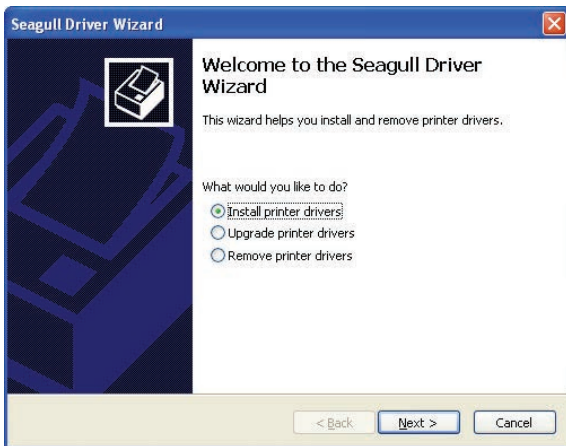 Seagull Driver Wizard
Welcome to the Seagull Driver
Wizard
This wizard helps you install and remove printer drivers.
What would you like to do?
Install printer drivers
Upgrade printer drivers
Remove printer drivers
< Back Next > Cancel